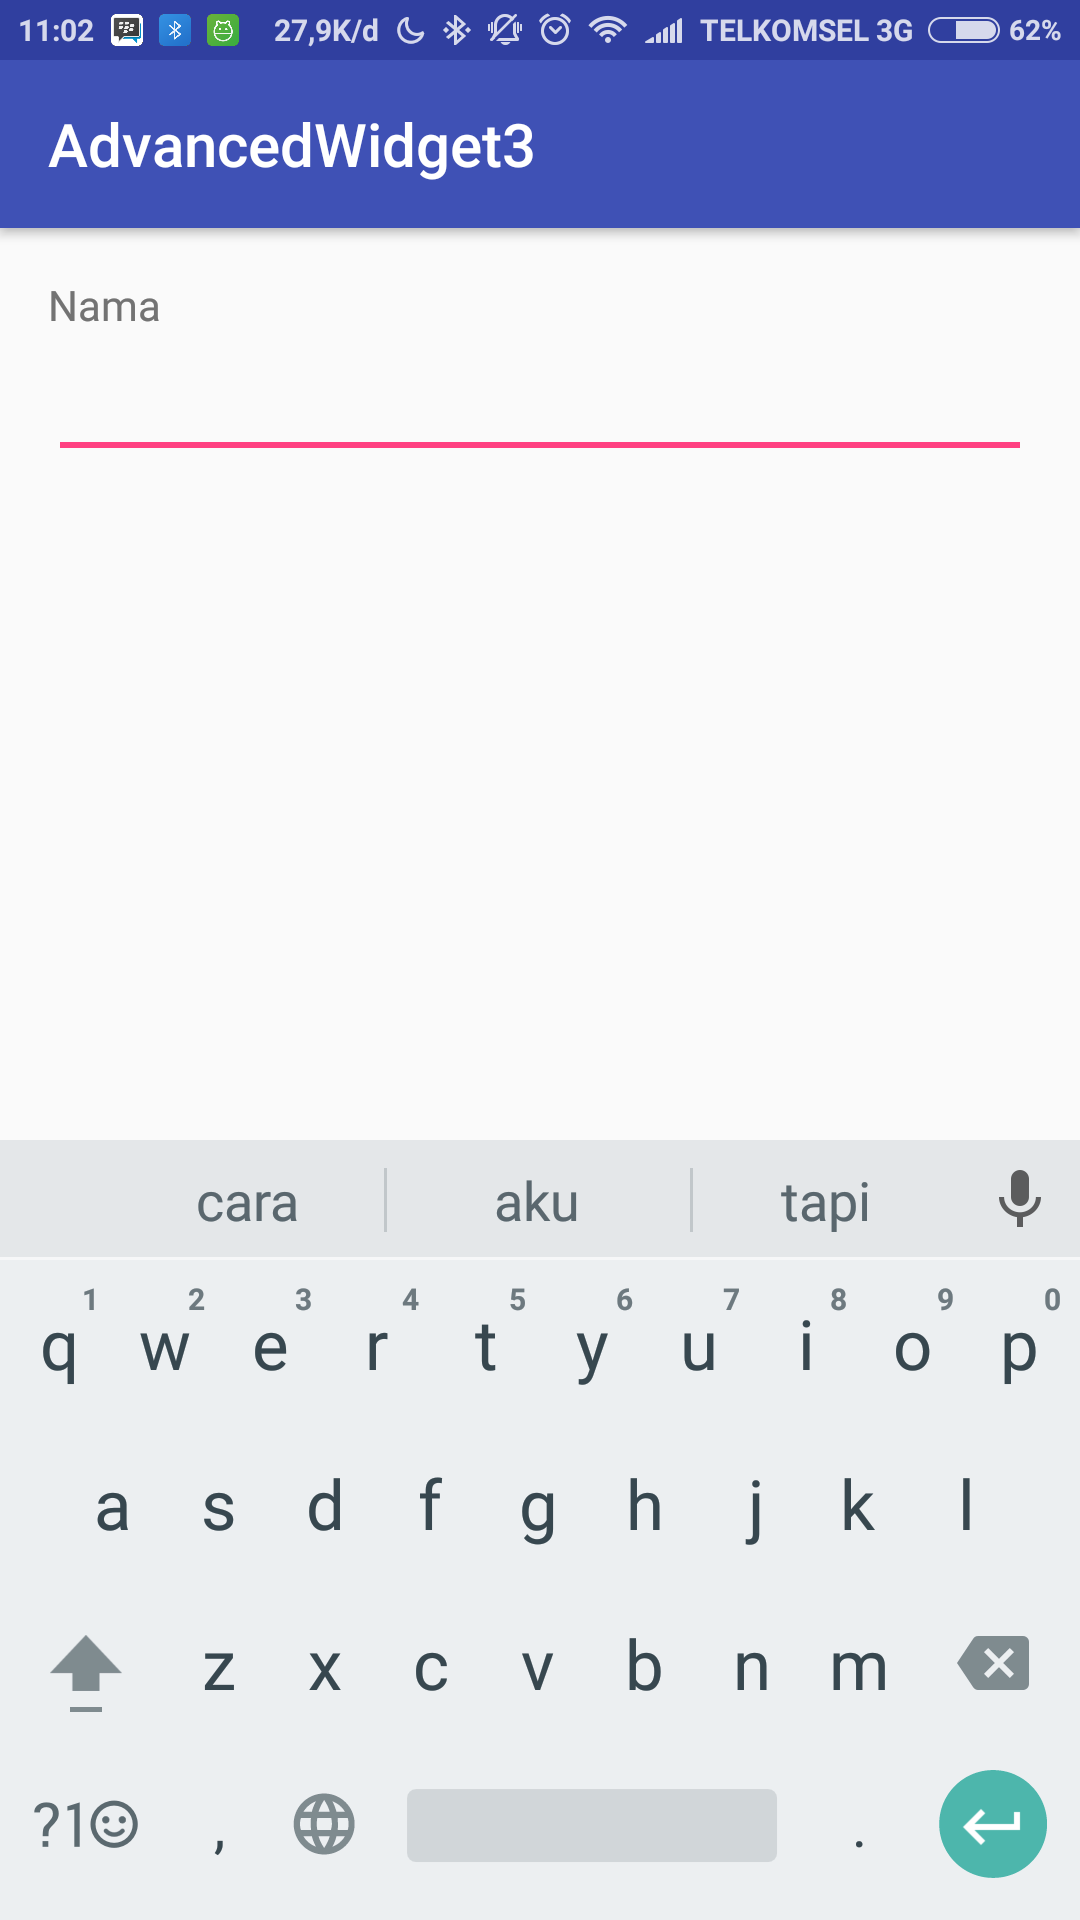 11:02 27,9K/d TELKOMSEL 3G 62%
AdvancedWidget3
Nama
cara aku tapi
1 2 3 4 5 6 7 8 9 0
q w e r t y u i o p
a s d f g h j k l
z x c v b n m
?1☺ , .